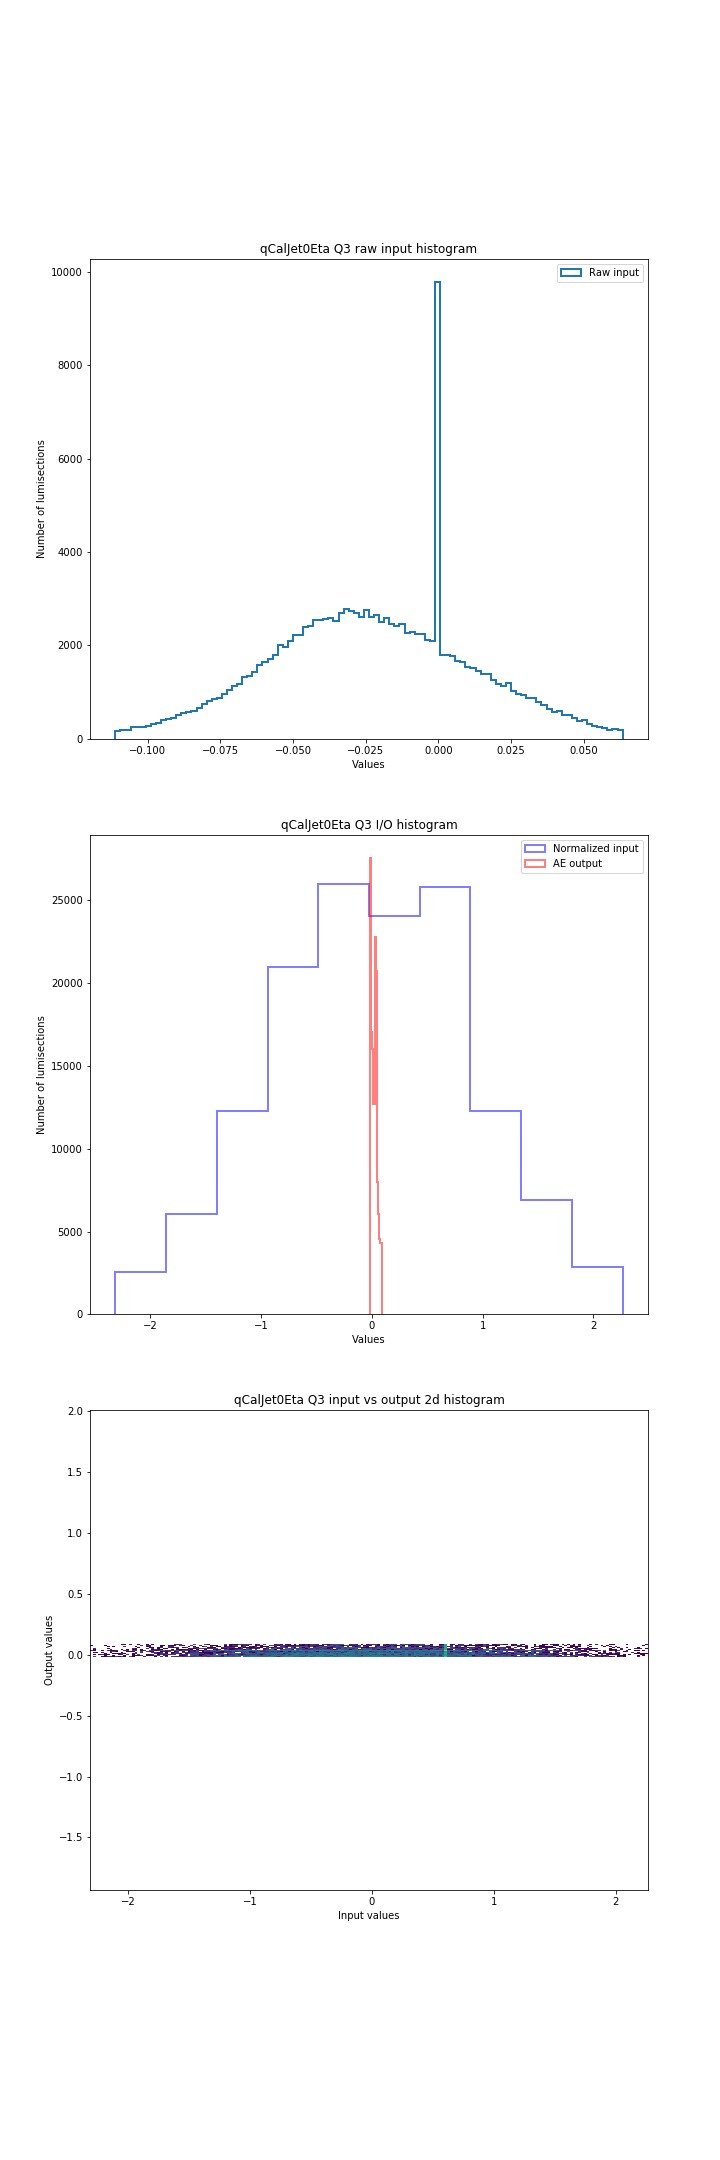 qCalJet0Eta Q3 raw input histogram
10000
8000
6000
4000
2000
0
Number of lumisections
Raw input
−0.100 −0.075 −0.050 −0.025 0.000 0.025 0.050
Values
qCalJet0Eta Q3 I/O histogram
25000
20000
15000
10000
5000
0
Number of lumisections
Normalized input
AE output
−2 −1 0 1 2
Values
qCalJet0Eta Q3 input vs output 2d histogram
2.0
1.5
1.0
0.5
0.0
−0.5
−1.0
−1.5
Output values
−2 −1 0 1 2
Input values